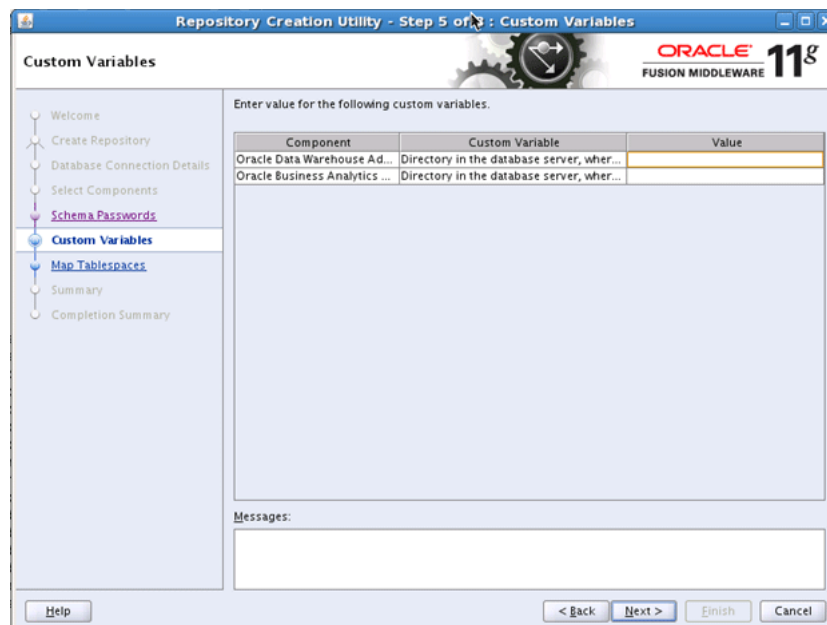 Repository Creation Utility - Step 5 of 8 : Custom Variables
Custom Variables
ORACLE
FUSION MIDDLEWARE 11g
Welcome
Create Repository
Database Connection Details
Select Components
Schema Passwords
Custom Variables
Map Tablespaces
Summary
Completion Summary
Enter value for the following custom variables.
Component Custom Variable Value
Oracle Data Warehouse Ad... Directory in the database server, wher...
Oracle Business Analytics ... Directory in the database server, wher...
Messages:
Help < Back Next > Finish Cancel